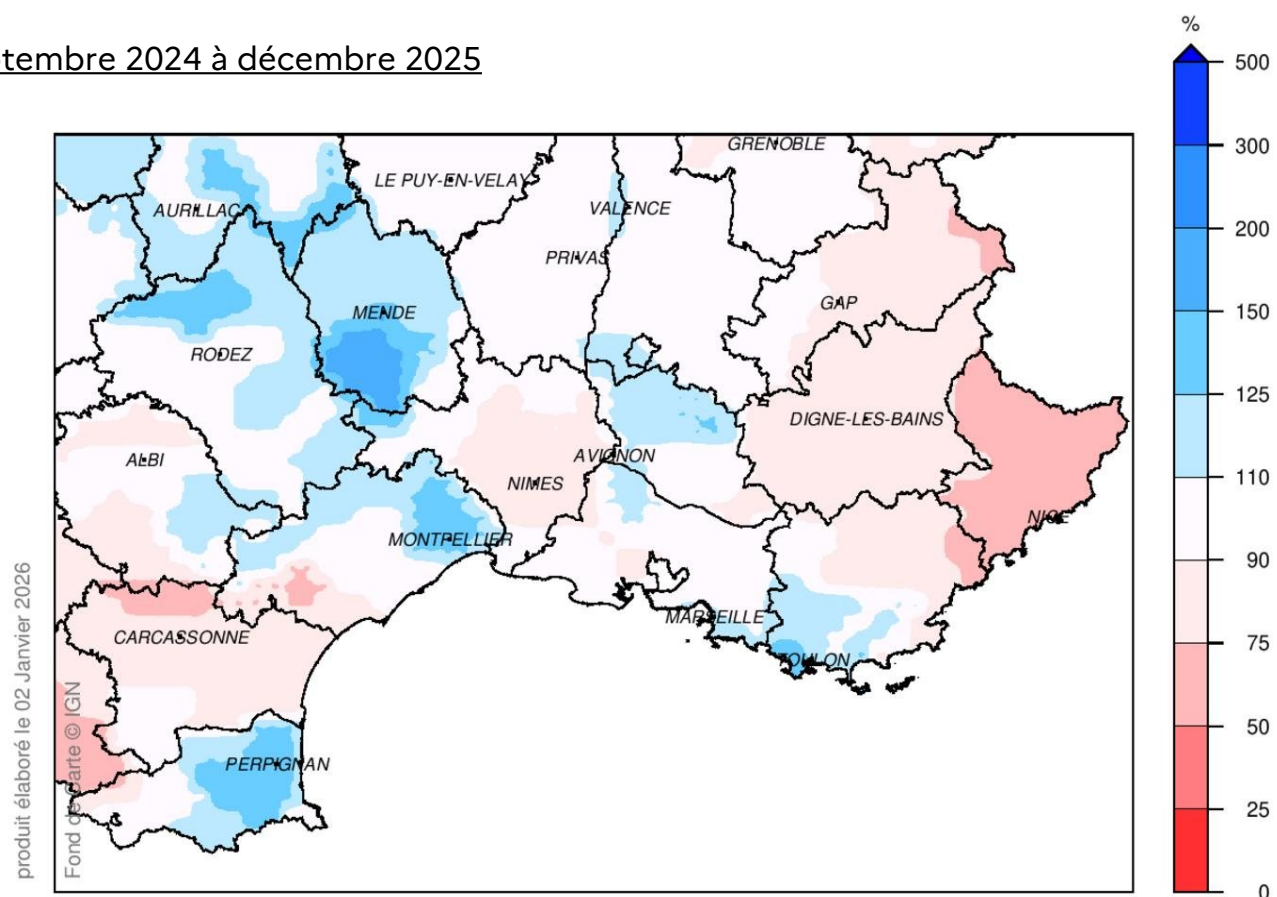 %
tembre 2024 à décembre 2025
500
300
200
150
125
110
90
75
50
25
0
GRENOBLE
LE PUY-EN-VELAY
AURILLAC
VALENCE
PRIVAS
GAP
MENDE
RODEZ
DIGNE-LES-BAINS
ALBI
AVIGNON
NIMES
NICE
MONTPELLIER
MARSEILLE
CARCASSONNE
TOULON
PERPIGNAN
produit élaboré le 02 Janvier 2026
Fond de Carte © IGN